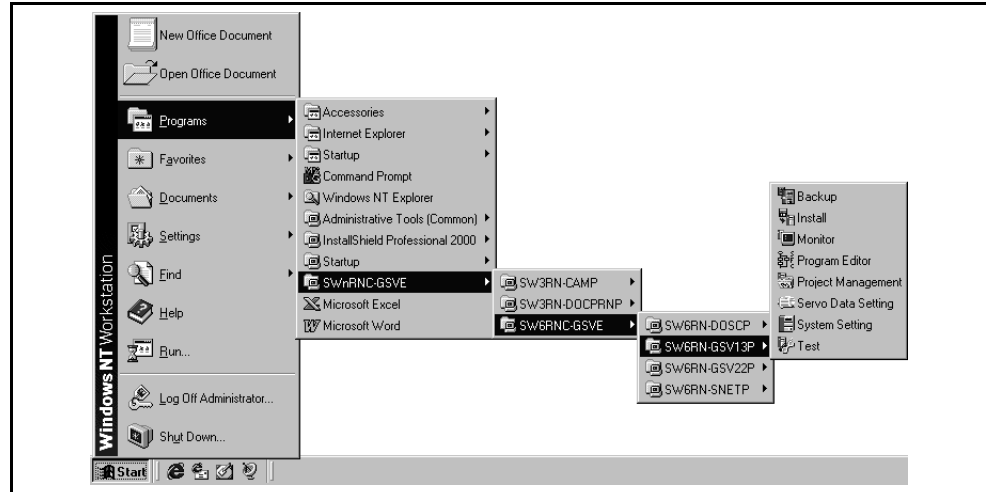 New Office Document
Open Office Document
Programs
Favorites
Documents
Settings
Find
Help
Run...
Log Off Administrator...
Shut Down...
Windows NT Workstation
Start
Accessories
Internet Explorer
Startup
Command Prompt
Windows NT Explorer
Administrative Tools (Common)
InstallShield Professional 2000
Startup
SWnRNC-GSVE
Microsoft Excel
Microsoft Word
SW3RN-CAMP
SW3RN-DOCPRNP
SW6RNC-GSVE
SW6RN-DOSCP
SW6RN-GSV13P
SW6RN-GSV22P
SW6RN-SNETP
Backup
Install
Monitor
Program Editor
Project Management
Servo Data Setting
System Setting
Test